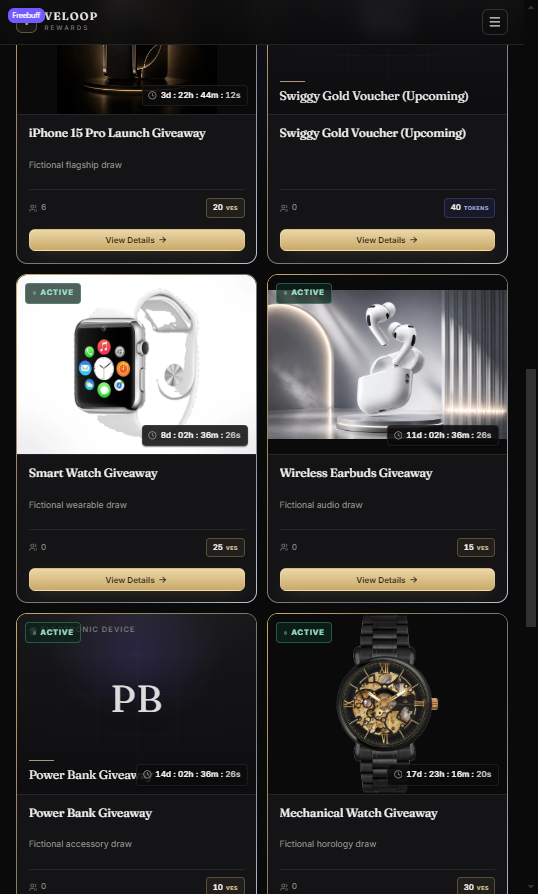 Freebuff
VELOOP
REWARDS
3d : 22h : 44m : 12s
iPhone 15 Pro Launch Giveaway
Fictional flagship draw
6
20 VES
View Details →
Swiggy Gold Voucher (Upcoming)
Swiggy Gold Voucher (Upcoming)
0
40 TOKENS
View Details →
ACTIVE
8d : 02h : 36m : 26s
Smart Watch Giveaway
Fictional wearable draw
0
25 VES
View Details →
ACTIVE
11d : 02h : 36m : 26s
Wireless Earbuds Giveaway
Fictional audio draw
0
15 VES
View Details →
ACTIVE
DEVICE
PB
Power Bank
14d : 02h : 36m : 26s
Power Bank Giveaway
Fictional accessory draw
0
10 VES
ACTIVE
17d : 23h : 16m : 20s
Mechanical Watch Giveaway
Fictional horology draw
0
30 VES